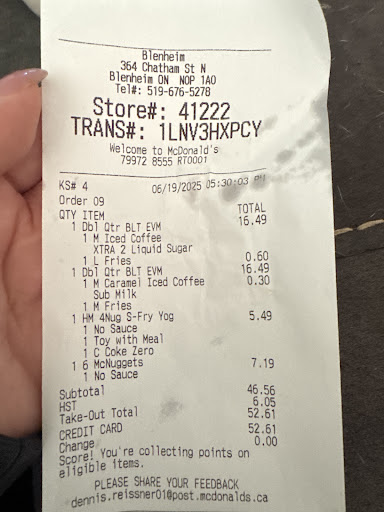 Blenheim
364 Chatham St N
Blenheim ON NOP 1A0
Tel#: 519-676-5278
Store#: 41222
TRANS#: 1LNV3HXPCY
Welcome to McDonald's
79972 8555 RT0001
KS# 4 06/19/2025 05:30:03 PM
Order 09
QTY ITEM TOTAL
1 Dbl Qtr BLT EVM 16.49
1 M Iced Coffee
XTRA 2 Liquid Sugar
1 L Fries 0.60
1 Dbl Qtr BLT EVM 16.49
1 M Caramel Iced Coffee 0.30
Sub Milk
1 M Fries
1 HM 4Nug S-Fry Yog 5.49
1 No Sauce
1 Toy with Meal
1 C Coke Zero
1 6 McNuggets 7.19
1 No Sauce
Subtotal 46.56
HST 6.05
Take-Out Total 52.61
CREDIT CARD 52.61
Change 0.00
Score! You're collecting points on
eligible items.
PLEASE SHARE YOUR FEEDBACK
dennis.reissner01@post.mcdonalds.ca